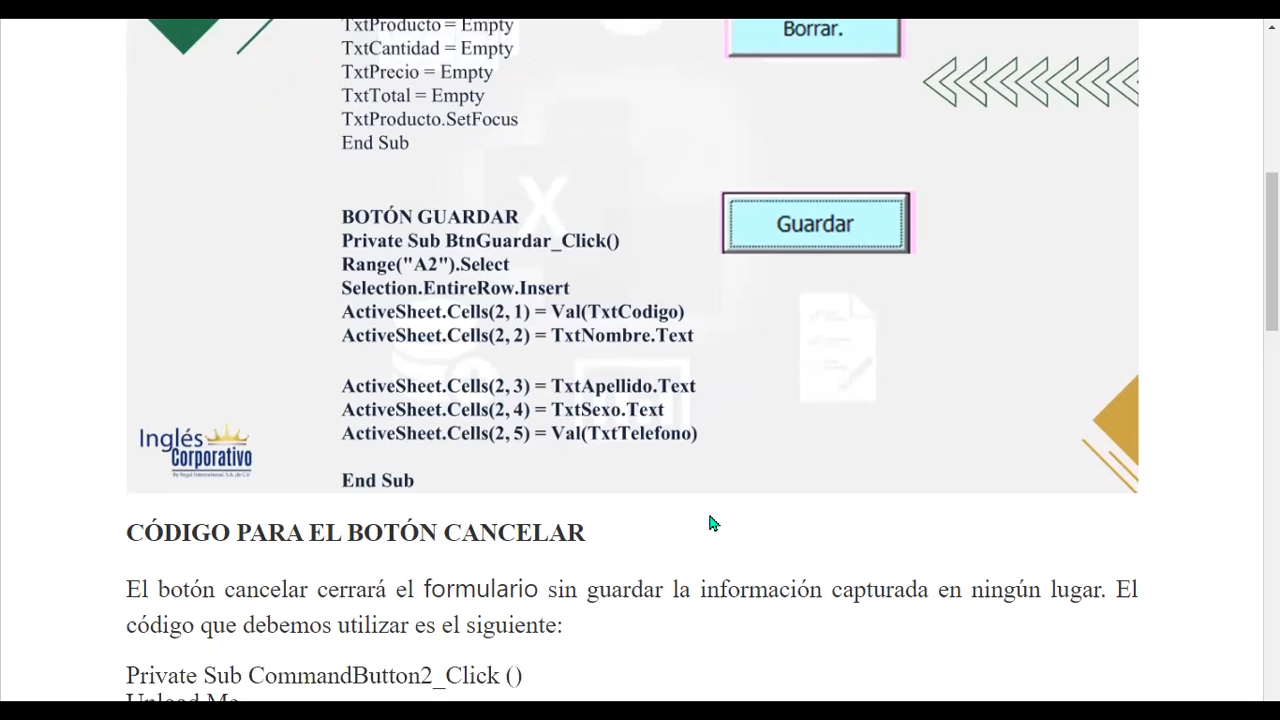 TxtProducto = Empty
Borrar.
TxtCantidad = Empty
TxtPrecio = Empty
TxtTotal = Empty
TxtProducto.SetFocus
End Sub
BOTÓN GUARDAR
Guardar
Private Sub BtnGuardar_Click()
Range("A2").Select
Selection.EntireRow.Insert
ActiveSheet.Cells(2, 1) = Val(TxtCodigo)
ActiveSheet.Cells(2, 2) = TxtNombre.Text
ActiveSheet.Cells(2, 3) = TxtApellido.Text
ActiveSheet.Cells(2, 4) = TxtSexo.Text
ActiveSheet.Cells(2, 5) = Val(TxtTelefono)
End Sub
Inglés
Corporativo
CÓDIGO PARA EL BOTÓN CANCELAR
El botón cancelar cerrará el formulario sin guardar la información capturada en ningún lugar. El
código que debemos utilizar es el siguiente:
Private Sub CommandButton2_Click ()
Unload Me